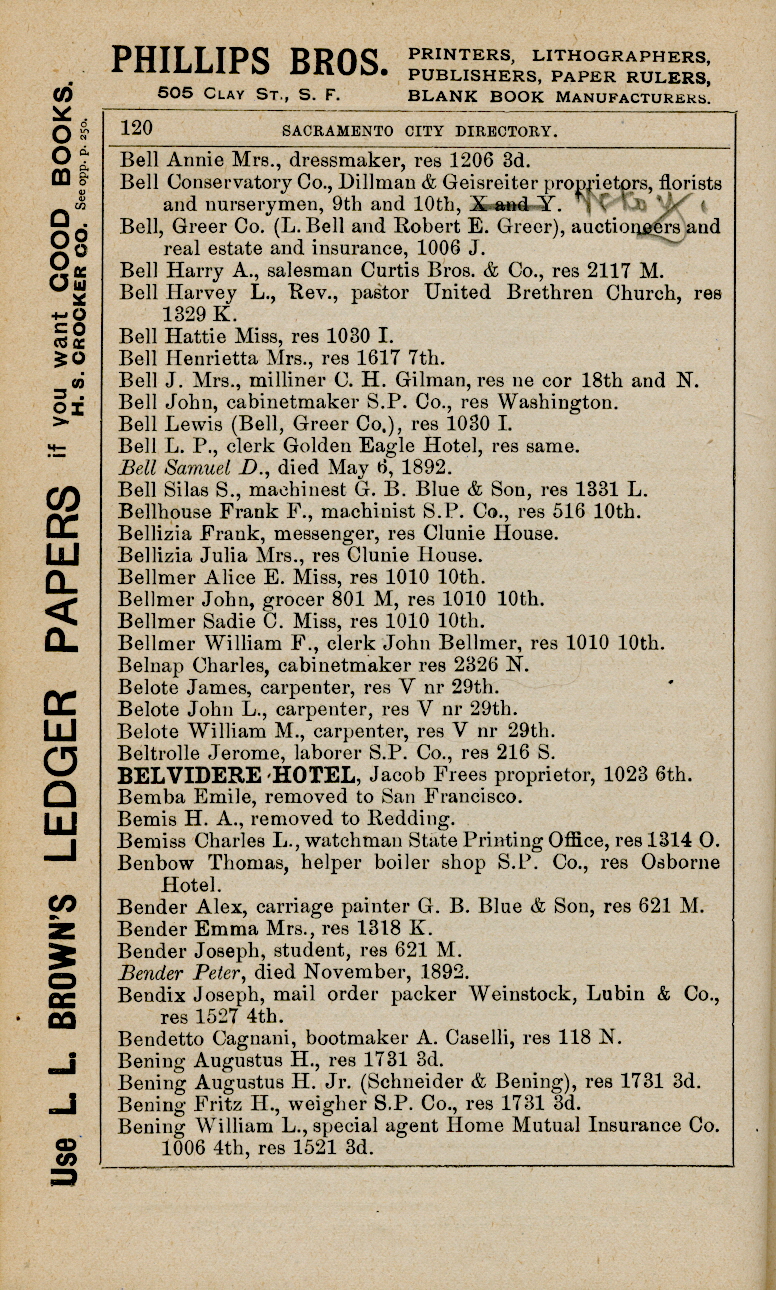 PHILLIPS BROS. PRINTERS, LITHOGRAPHERS,
PUBLISHERS, PAPER RULERS,
505 CLAY ST., S. F. BLANK BOOK MANUFACTURERS.
Use L. L. BROWN'S LEDGER PAPERS if you want GOOD BOOKS.
H. S. CROCKER CO. See opp. p. 250.
120 SACRAMENTO CITY DIRECTORY.
Bell Annie Mrs., dressmaker, res 1206 3d.
Bell Conservatory Co., Dillman & Geisreiter proprietors, florists
and nurserymen, 9th and 10th, X and Y.
Bell, Greer Co. (L. Bell and Robert E. Greer), auctioneers and
real estate and insurance, 1006 J.
Bell Harry A., salesman Curtis Bros. & Co., res 2117 M.
Bell Harvey L., Rev., pastor United Brethren Church, res
1329 K.
Bell Hattie Miss, res 1030 I.
Bell Henrietta Mrs., res 1617 7th.
Bell J. Mrs., milliner C. H. Gilman, res ne cor 18th and N.
Bell John, cabinetmaker S.P. Co., res Washington.
Bell Lewis (Bell, Greer Co.), res 1030 I.
Bell L. P., clerk Golden Eagle Hotel, res same.
Bell Samuel D., died May 6, 1892.
Bell Silas S., machinest G. B. Blue & Son, res 1331 L.
Bellhouse Frank F., machinist S.P. Co., res 516 10th.
Bellizia Frank, messenger, res Clunie House.
Bellizia Julia Mrs., res Clunie House.
Bellmer Alice E. Miss, res 1010 10th.
Bellmer John, grocer 801 M, res 1010 10th.
Bellmer Sadie C. Miss, res 1010 10th.
Bellmer William F., clerk John Bellmer, res 1010 10th.
Belnap Charles, cabinetmaker res 2326 N.
Belote James, carpenter, res V nr 29th.
Belote John L., carpenter, res V nr 29th.
Belote William M., carpenter, res V nr 29th.
Beltrolle Jerome, laborer S.P. Co., res 216 S.
BELVIDERE HOTEL, Jacob Frees proprietor, 1023 6th.
Bemba Emile, removed to San Francisco.
Bemis H. A., removed to Redding.
Bemiss Charles L., watchman State Printing Office, res 1314 O.
Benbow Thomas, helper boiler shop S.P. Co., res Osborne
Hotel.
Bender Alex, carriage painter G. B. Blue & Son, res 621 M.
Bender Emma Mrs., res 1318 K.
Bender Joseph, student, res 621 M.
Bender Peter, died November, 1892.
Bendix Joseph, mail order packer Weinstock, Lubin & Co.,
res 1527 4th.
Bendetto Cagnani, bootmaker A. Caselli, res 118 N.
Bening Augustus H., res 1731 3d.
Bening Augustus H. Jr. (Schneider & Bening), res 1731 3d.
Bening Fritz H., weigher S.P. Co., res 1731 3d.
Bening William L., special agent Home Mutual Insurance Co.
1006 4th, res 1521 3d.